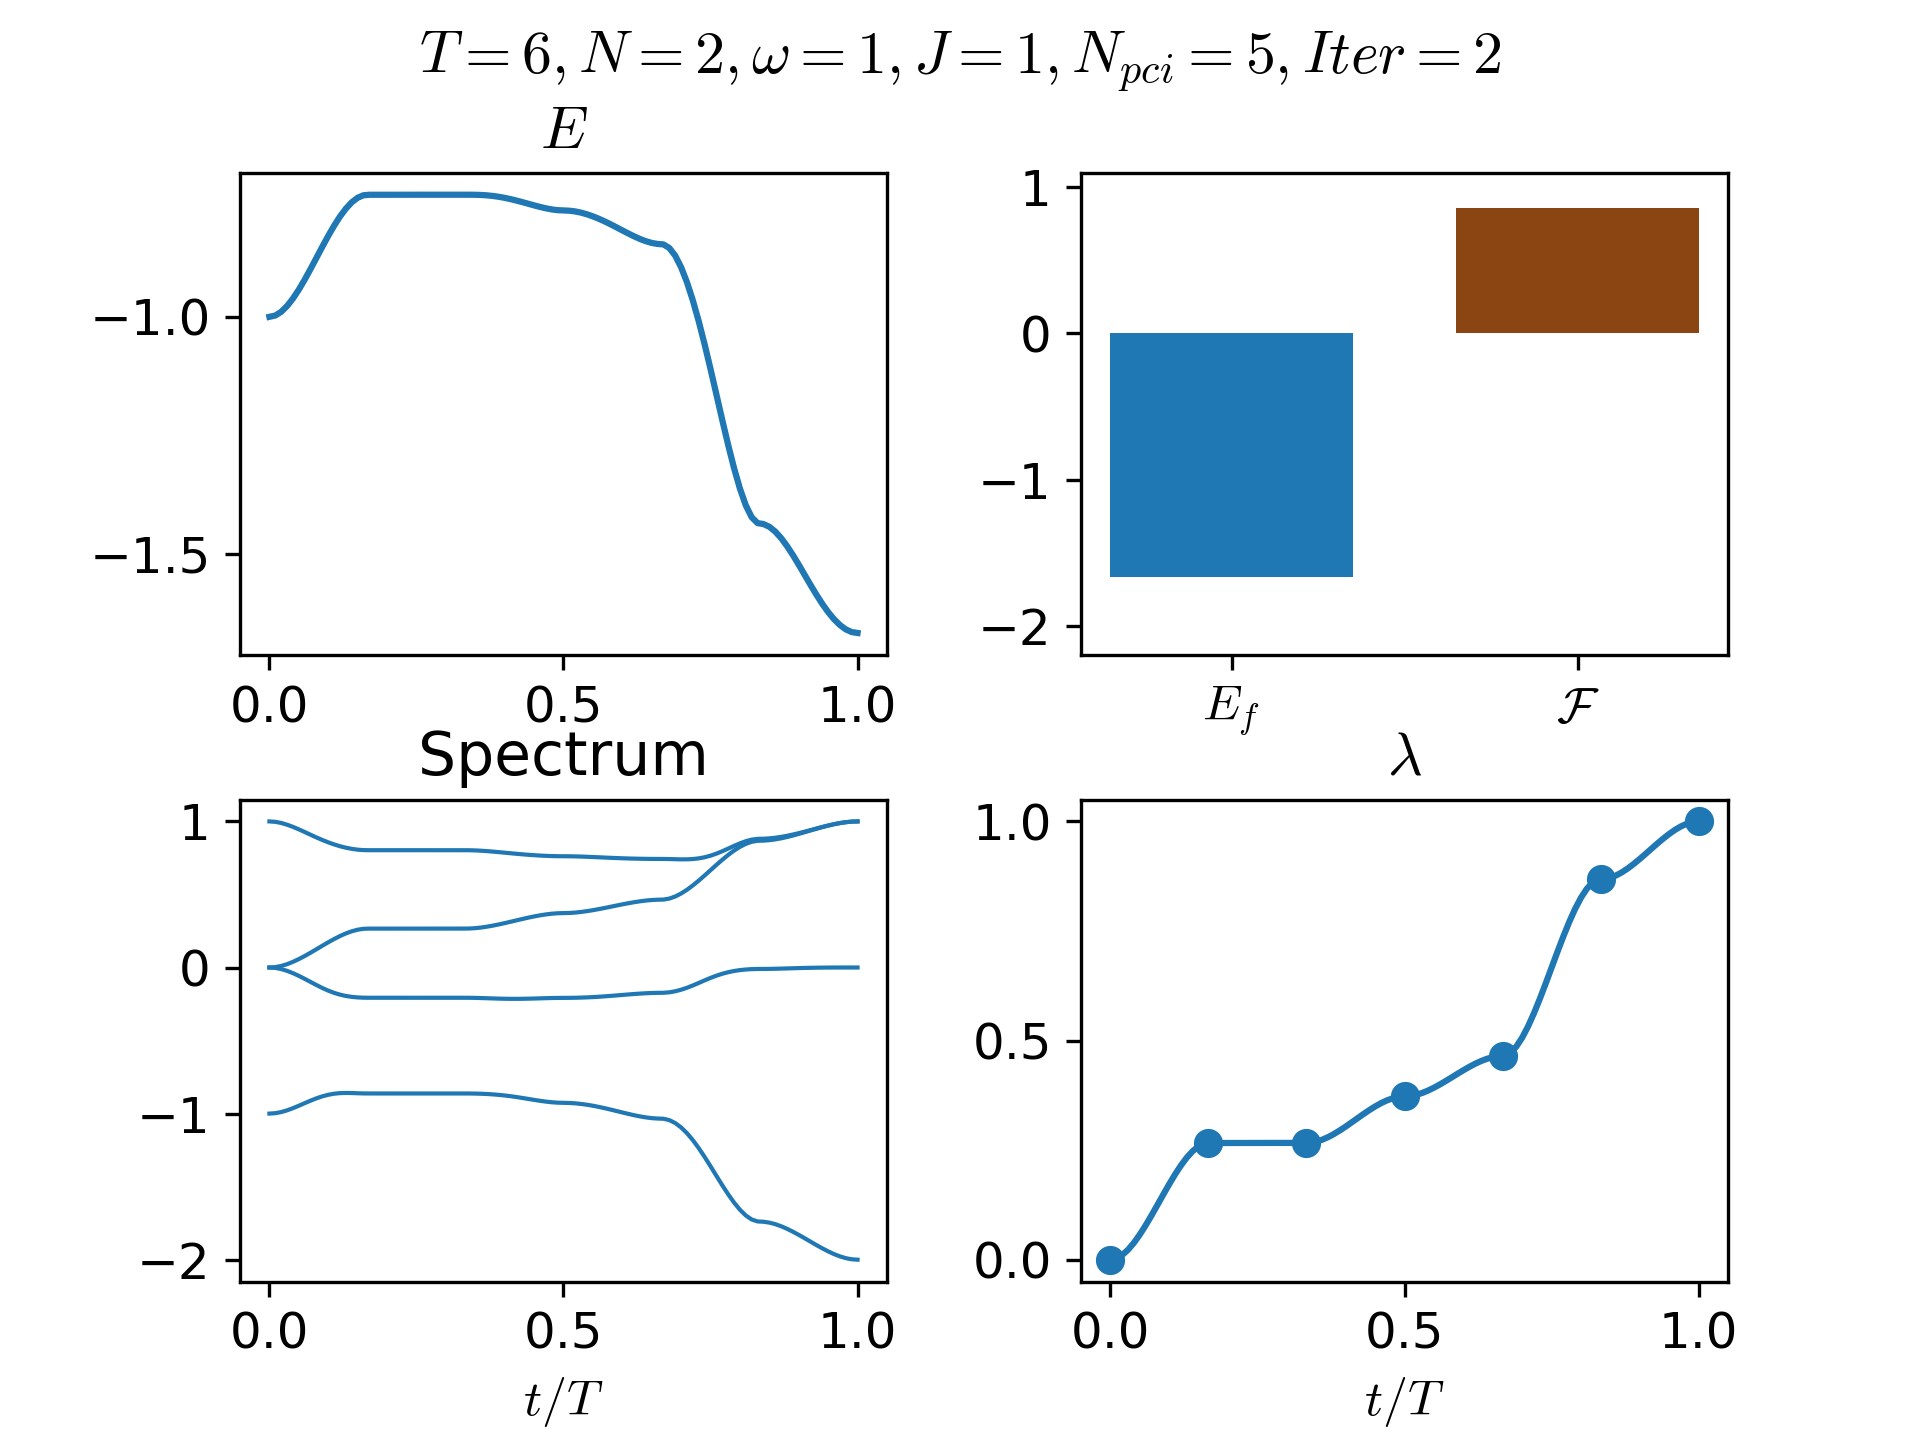 T = 6, N = 2, ω = 1, J = 1, N_pci = 5, Iter = 2
E
−1.0
−1.5
0.0 0.5 1.0
1
0
−1
−2
E_f ℱ
Spectrum
1
0
−1
−2
0.0 0.5 1.0
t/T
λ
1.0
0.5
0.0
0.0 0.5 1.0
t/T